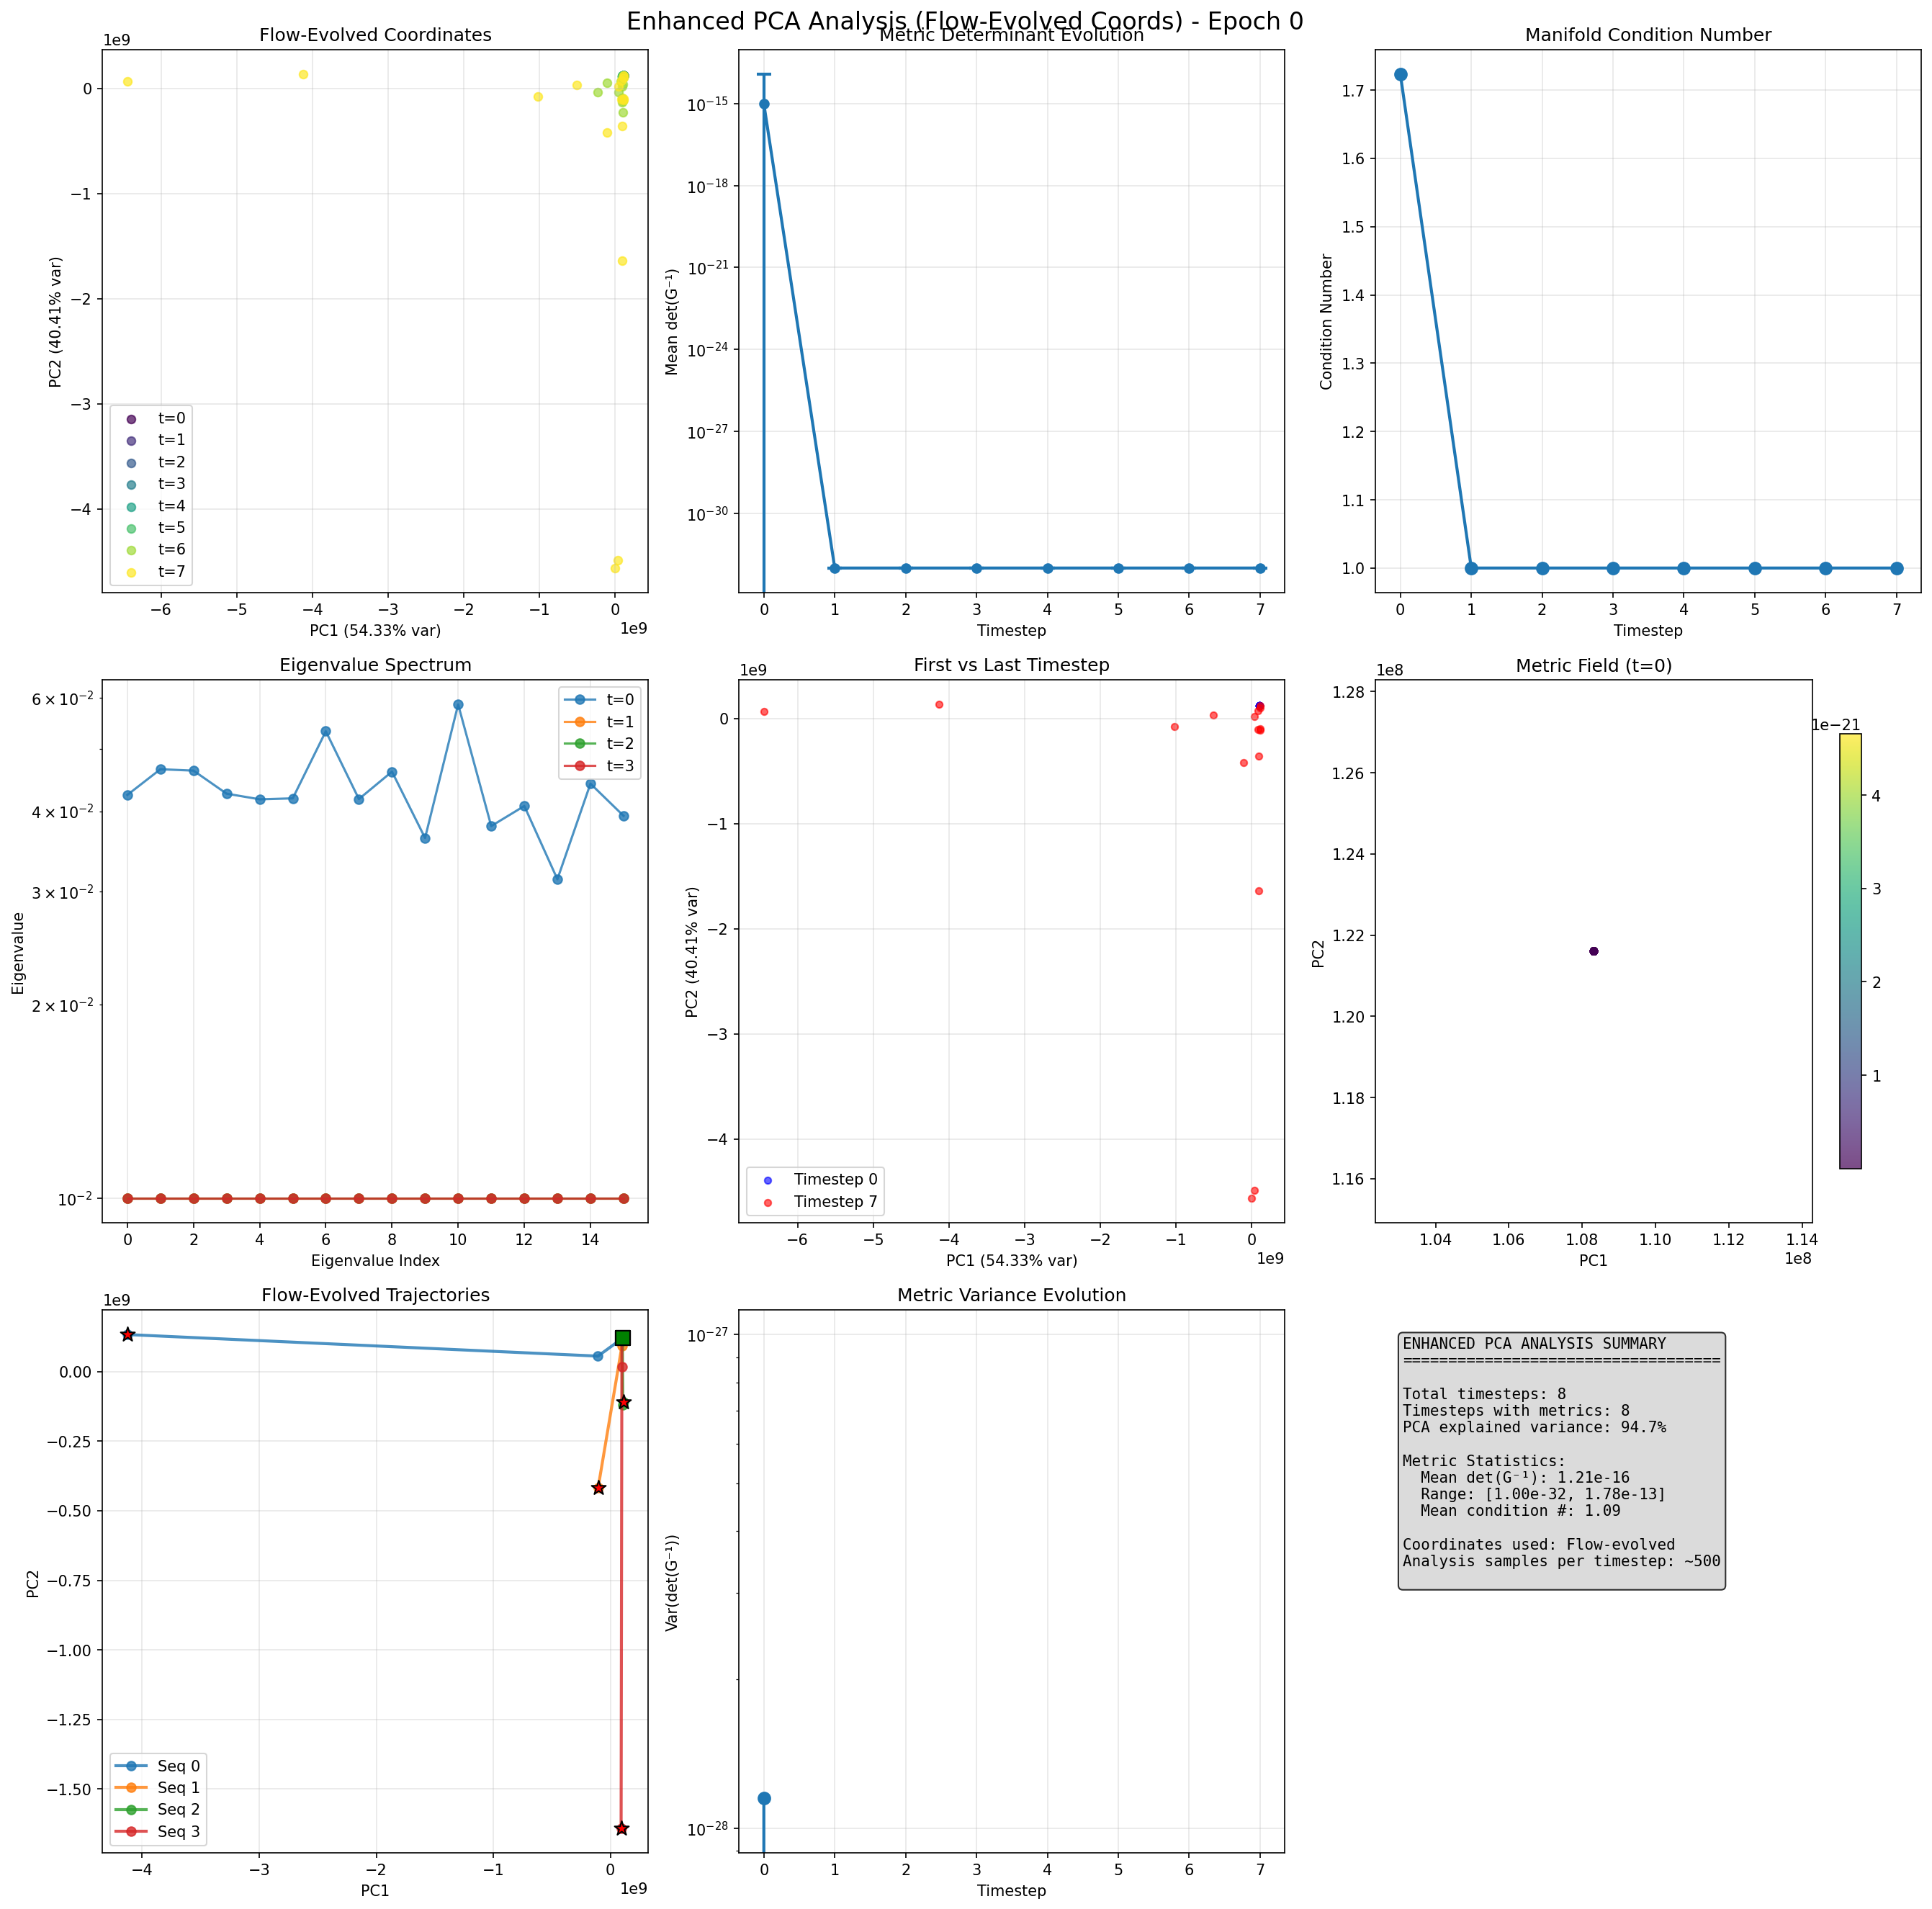 Enhanced PCA Analysis (Flow-Evolved Coords) - Epoch 0
Flow-Evolved Coordinates
1e9
0
−1
−2
−3
−4
PC2 (40.41% var)
t=0
t=1
t=2
t=3
t=4
t=5
t=6
t=7
−6 −5 −4 −3 −2 −1 0
1e9
PC1 (54.33% var)
Metric Determinant Evolution
10⁻¹⁵
10⁻¹⁸
10⁻²¹
10⁻²⁴
10⁻²⁷
10⁻³⁰
Mean det(G⁻¹)
0 1 2 3 4 5 6 7
Timestep
Manifold Condition Number
1.7
1.6
1.5
1.4
1.3
1.2
1.1
1.0
Condition Number
0 1 2 3 4 5 6 7
Timestep
Eigenvalue Spectrum
6 × 10⁻²
4 × 10⁻²
3 × 10⁻²
2 × 10⁻²
10⁻²
Eigenvalue
t=0
t=1
t=2
t=3
0 2 4 6 8 10 12 14
Eigenvalue Index
First vs Last Timestep
1e9
0
−1
−2
−3
−4
PC2 (40.41% var)
Timestep 0
Timestep 7
−6 −5 −4 −3 −2 −1 0
1e9
PC1 (54.33% var)
Metric Field (t=0)
1e8
1.28
1.26
1.24
1.22
1.20
1.18
1.16
PC2
1.04 1.06 1.08 1.10 1.12 1.14
1e8
PC1
1e−21
4
3
2
1
Flow-Evolved Trajectories
1e9
0.00
−0.25
−0.50
−0.75
−1.00
−1.25
−1.50
PC2
Seq 0
Seq 1
Seq 2
Seq 3
−4 −3 −2 −1 0
1e9
PC1
Metric Variance Evolution
10⁻²⁷
10⁻²⁸
Var(det(G⁻¹))
0 1 2 3 4 5 6 7
Timestep
ENHANCED PCA ANALYSIS SUMMARY
===================================
Total timesteps: 8
Timesteps with metrics: 8
PCA explained variance: 94.7%
Metric Statistics:
Mean det(G⁻¹): 1.21e-16
Range: [1.00e-32, 1.78e-13]
Mean condition #: 1.09
Coordinates used: Flow-evolved
Analysis samples per timestep: ~500